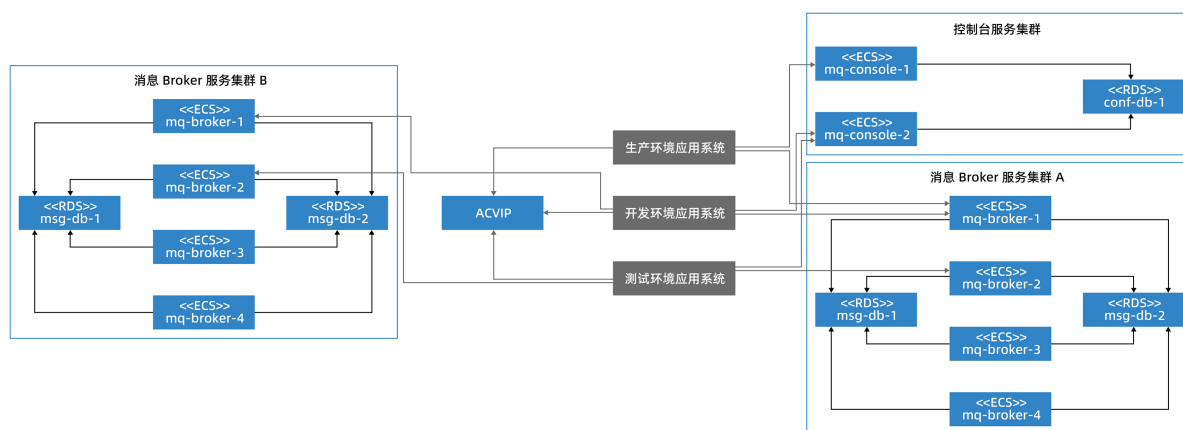 消息 Broker 服务集群 B
<<ECS>>
mq-broker-1
<<ECS>>
mq-broker-2
<<RDS>>
msg-db-1
<<RDS>>
msg-db-2
<<ECS>>
mq-broker-3
<<ECS>>
mq-broker-4
ACVIP
生产环境应用系统
开发环境应用系统
测试环境应用系统
控制台服务集群
<<ECS>>
mq-console-1
<<RDS>>
conf-db-1
<<ECS>>
mq-console-2
消息 Broker 服务集群 A
<<ECS>>
mq-broker-1
<<ECS>>
mq-broker-2
<<RDS>>
msg-db-1
<<RDS>>
msg-db-2
<<ECS>>
mq-broker-3
<<ECS>>
mq-broker-4